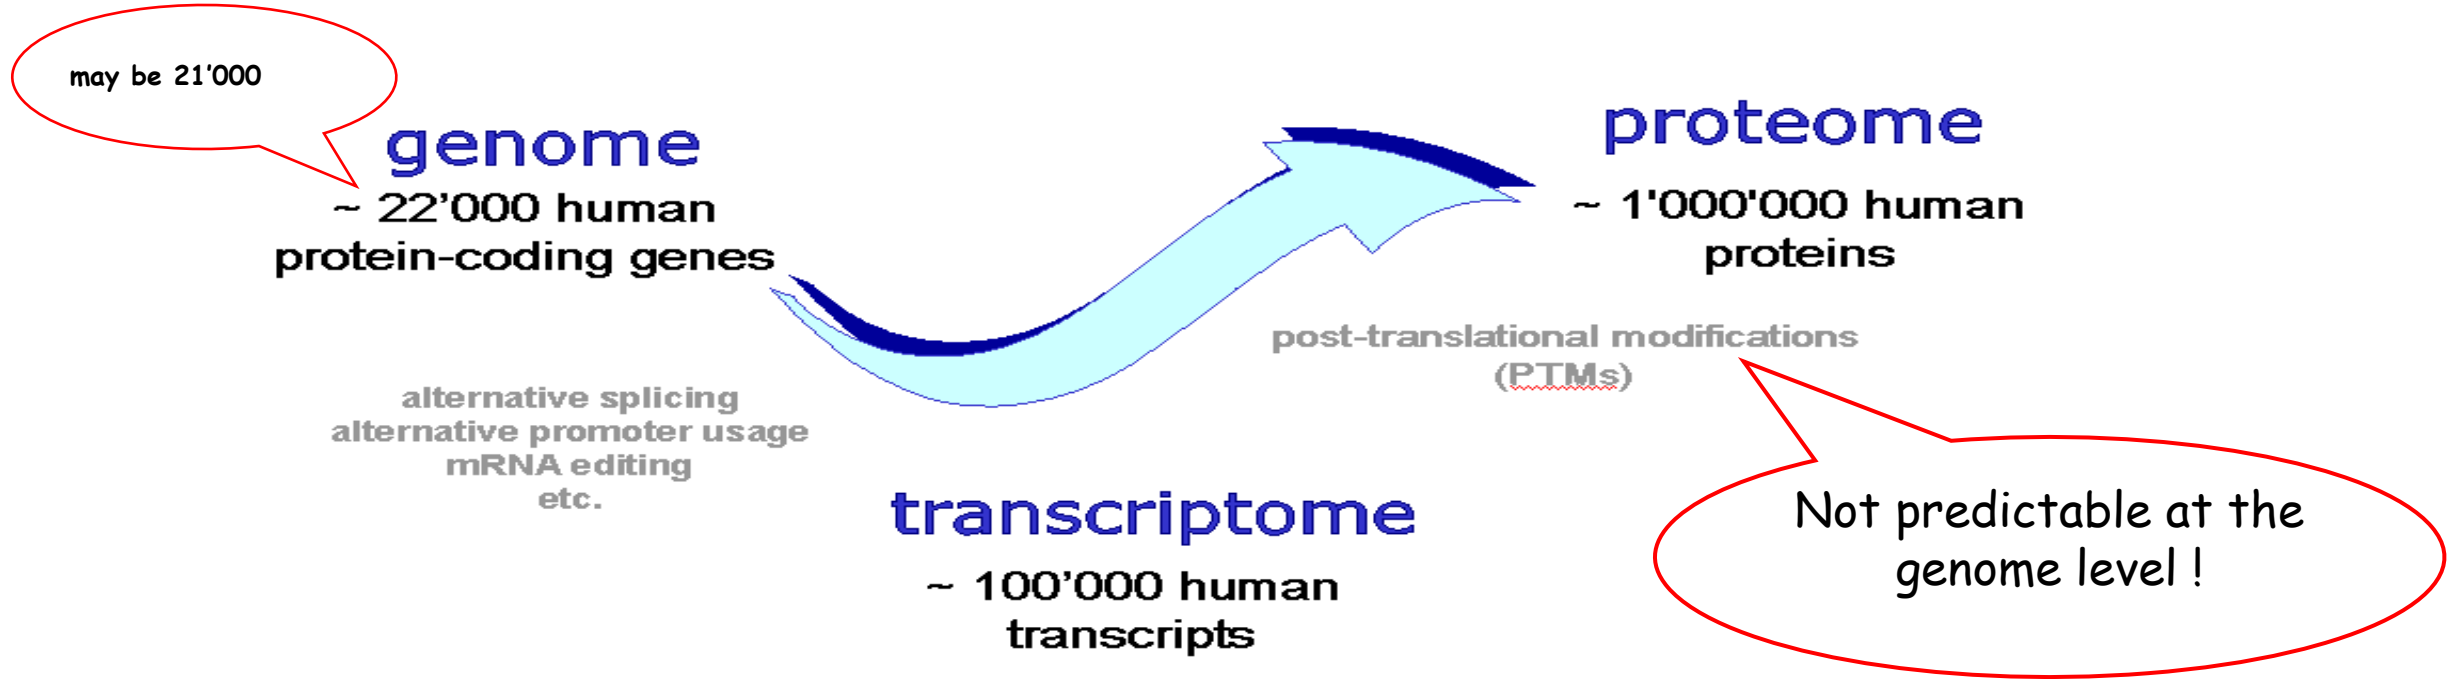 may be 21'000
genome
~ 22’000 human
protein-coding genes
alternative splicing
alternative promoter usage
mRNA editing
etc.
transcriptome
~ 100’000 human
transcripts
proteome
~ 1'000'000 human
proteins
post-translational modifications
(PTMs)
Not predictable at the
genome level !